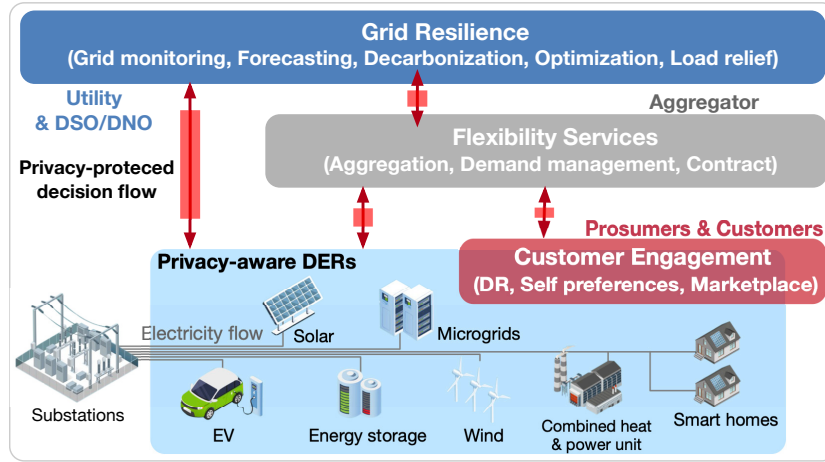 Grid Resilience
(Grid monitoring, Forecasting, Decarbonization, Optimization, Load relief)
Utility
& DSO/DNO
Aggregator
Flexibility Services
(Aggregation, Demand management, Contract)
Privacy-proteced
decision flow
Prosumers & Customers
Customer Engagement
(DR, Self preferences, Marketplace)
Privacy-aware DERs
Electricity flow
Solar
Microgrids
Substations
EV
Energy storage
Wind
Combined heat
& power unit
Smart homes